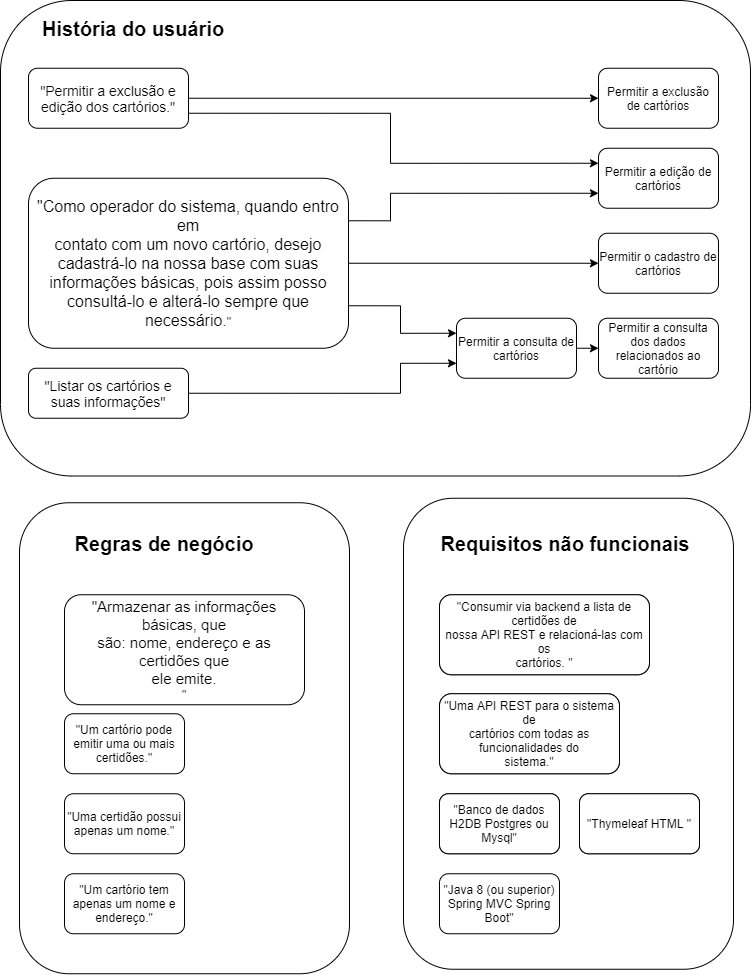 História do usuário
"Permitir a exclusão e
edição dos cartórios."
Permitir a exclusão
de cartórios
Permitir a edição de
cartórios
"Como operador do sistema, quando entro
em
contato com um novo cartório, desejo
cadastrá-lo na nossa base com suas
informações básicas, pois assim posso
consultá-lo e alterá-lo sempre que
necessário."
Permitir o cadastro de
cartórios
Permitir a consulta de
cartórios
Permitir a consulta
dos dados
relacionados ao
cartório
"Listar os cartórios e
suas informações"
Regras de negócio
"Armazenar as informações
básicas, que
são: nome, endereço e as
certidões que
ele emite.
"
"Um cartório pode
emitir uma ou mais
certidões."
"Uma certidão possui
apenas um nome."
"Um cartório tem
apenas um nome e
endereço."
Requisitos não funcionais
"Consumir via backend a lista de
certidões de
nossa API REST e relacioná-las com
os
cartórios. "
"Uma API REST para o sistema
de
cartórios com todas as
funcionalidades do
sistema."
"Banco de dados
H2DB Postgres ou
Mysql"
"Thymeleaf HTML "
"Java 8 (ou superior)
Spring MVC Spring
Boot"